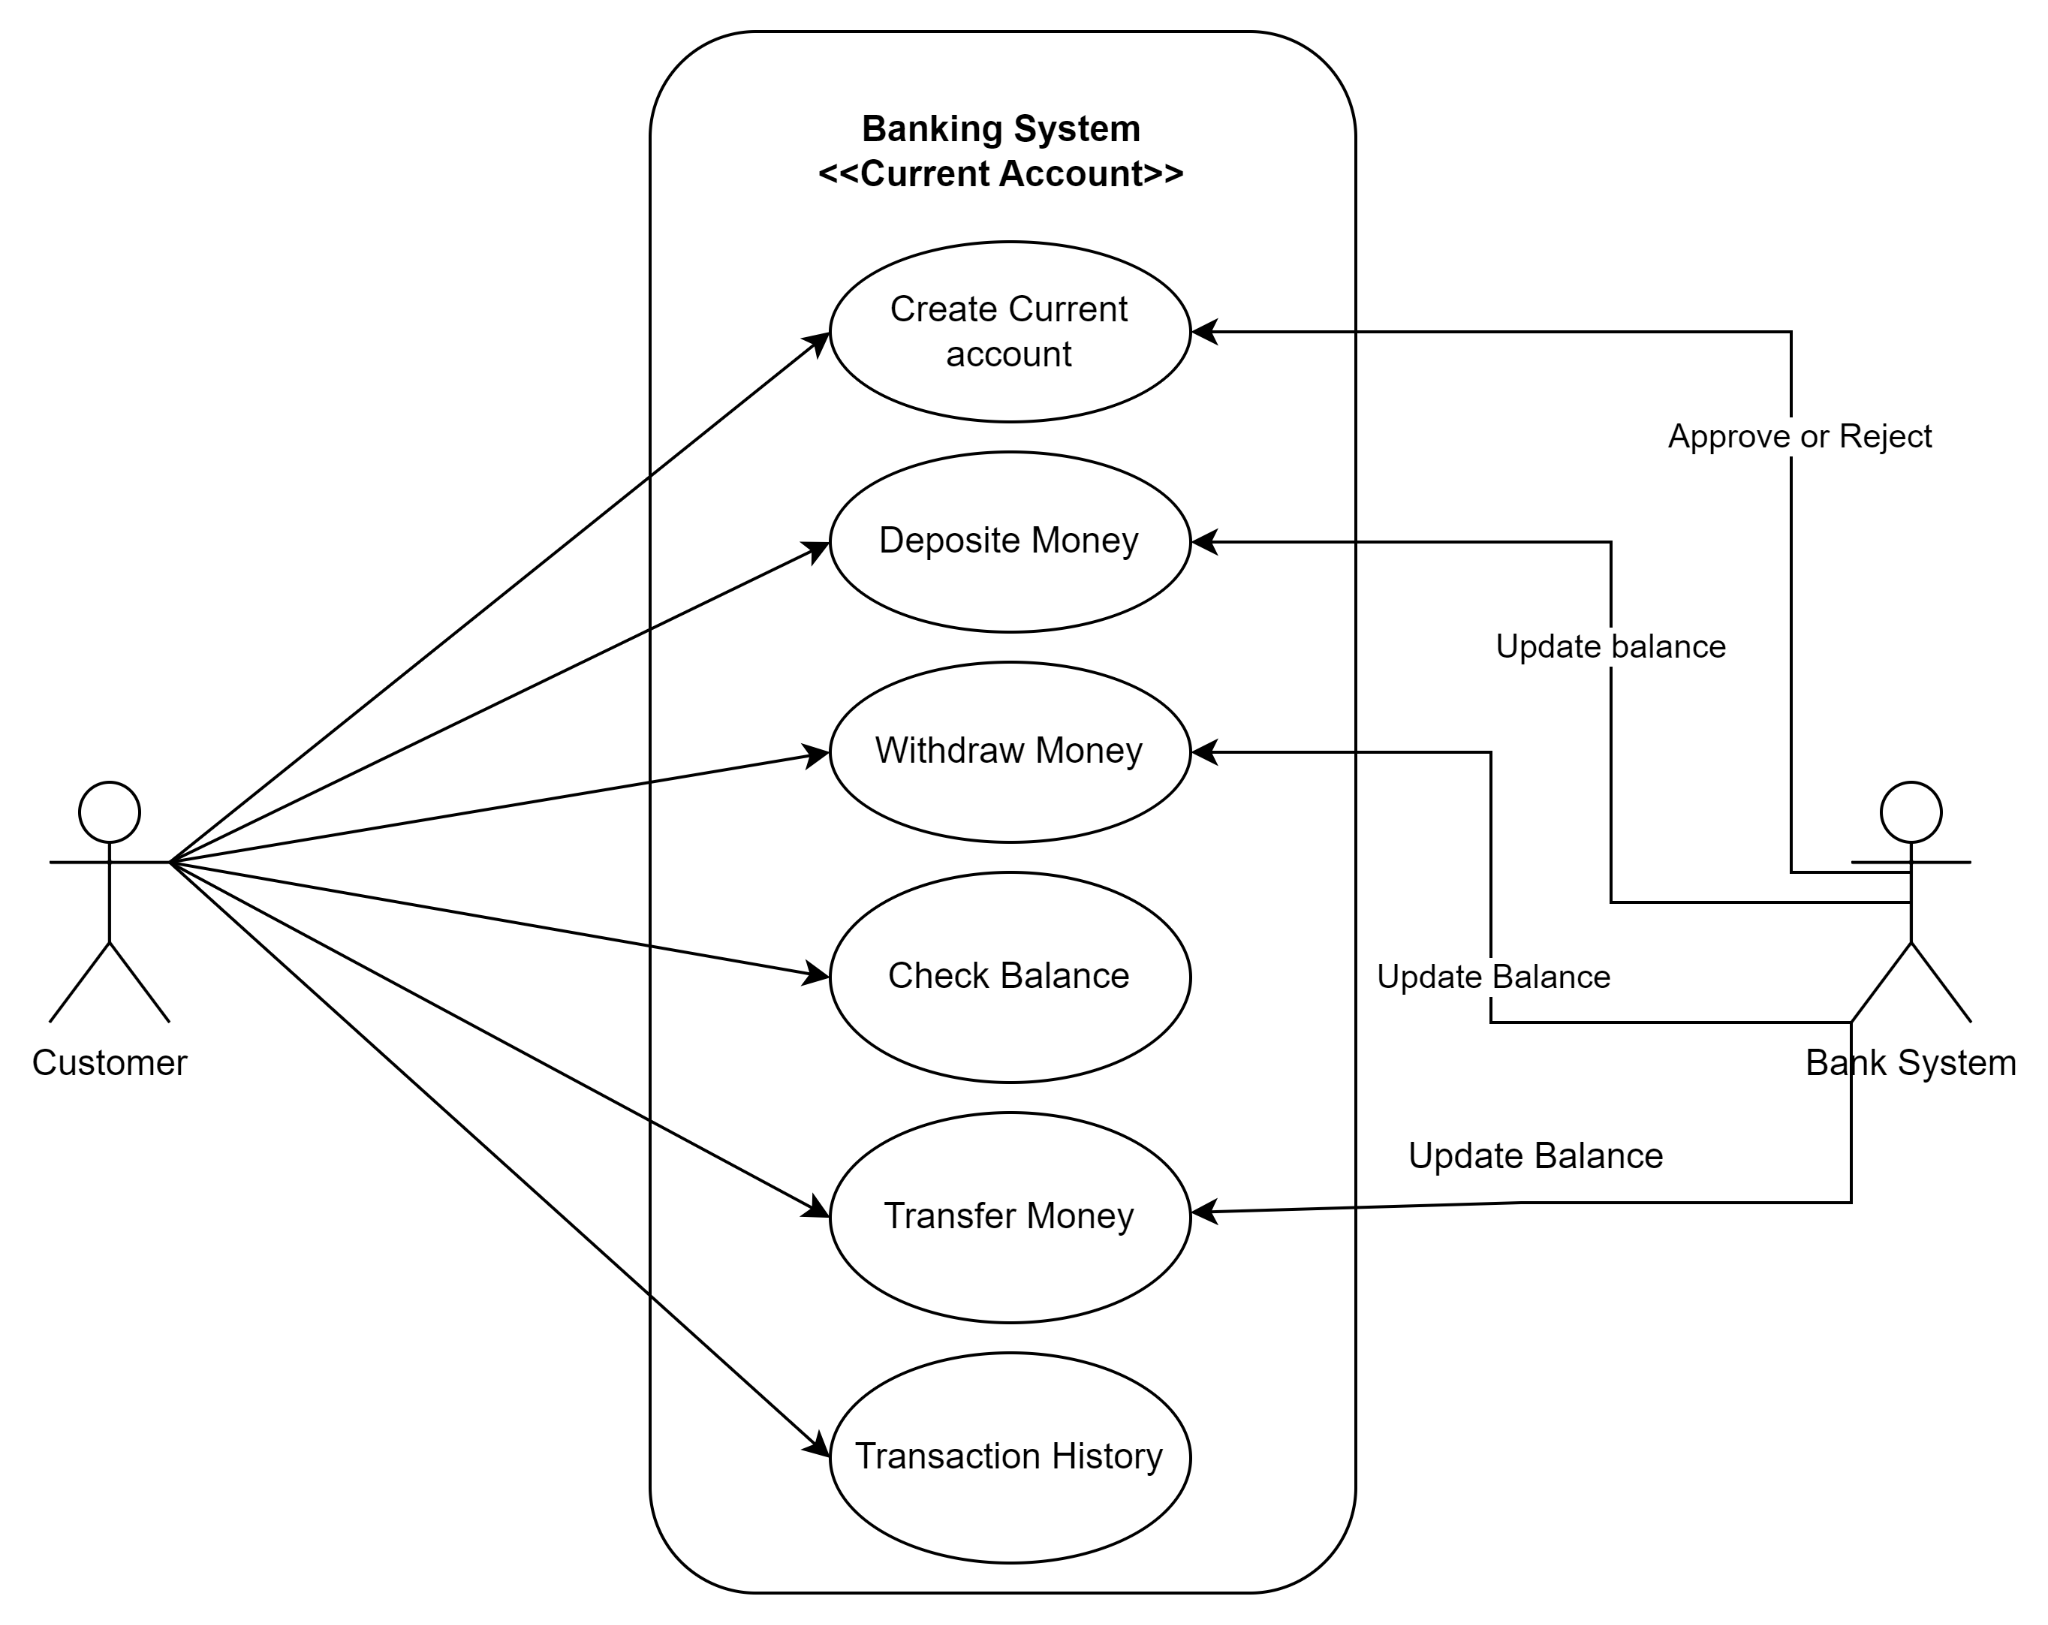 Banking System
<<Current Account>>
Create Current
account
Approve or Reject
Deposite Money
Update balance
Withdraw Money
Check Balance
Update Balance
Customer
Bank System
Update Balance
Transfer Money
Transaction History